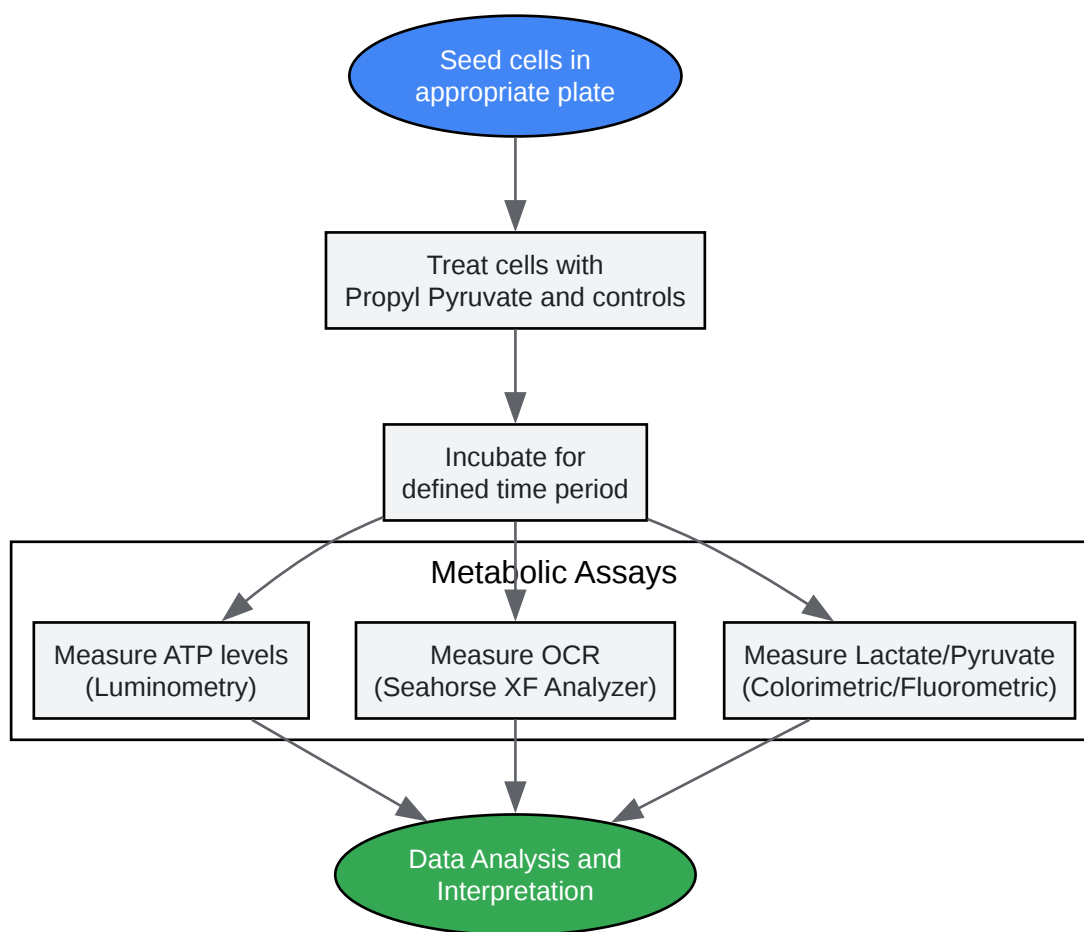 Seed cells in
appropriate plate
Treat cells with
Propyl Pyruvate and controls
Incubate for
defined time period
Metabolic Assays
Measure ATP levels
(Luminometry)
Measure OCR
(Seahorse XF Analyzer)
Measure Lactate/Pyruvate
(Colorimetric/Fluorometric)
Data Analysis and
Interpretation